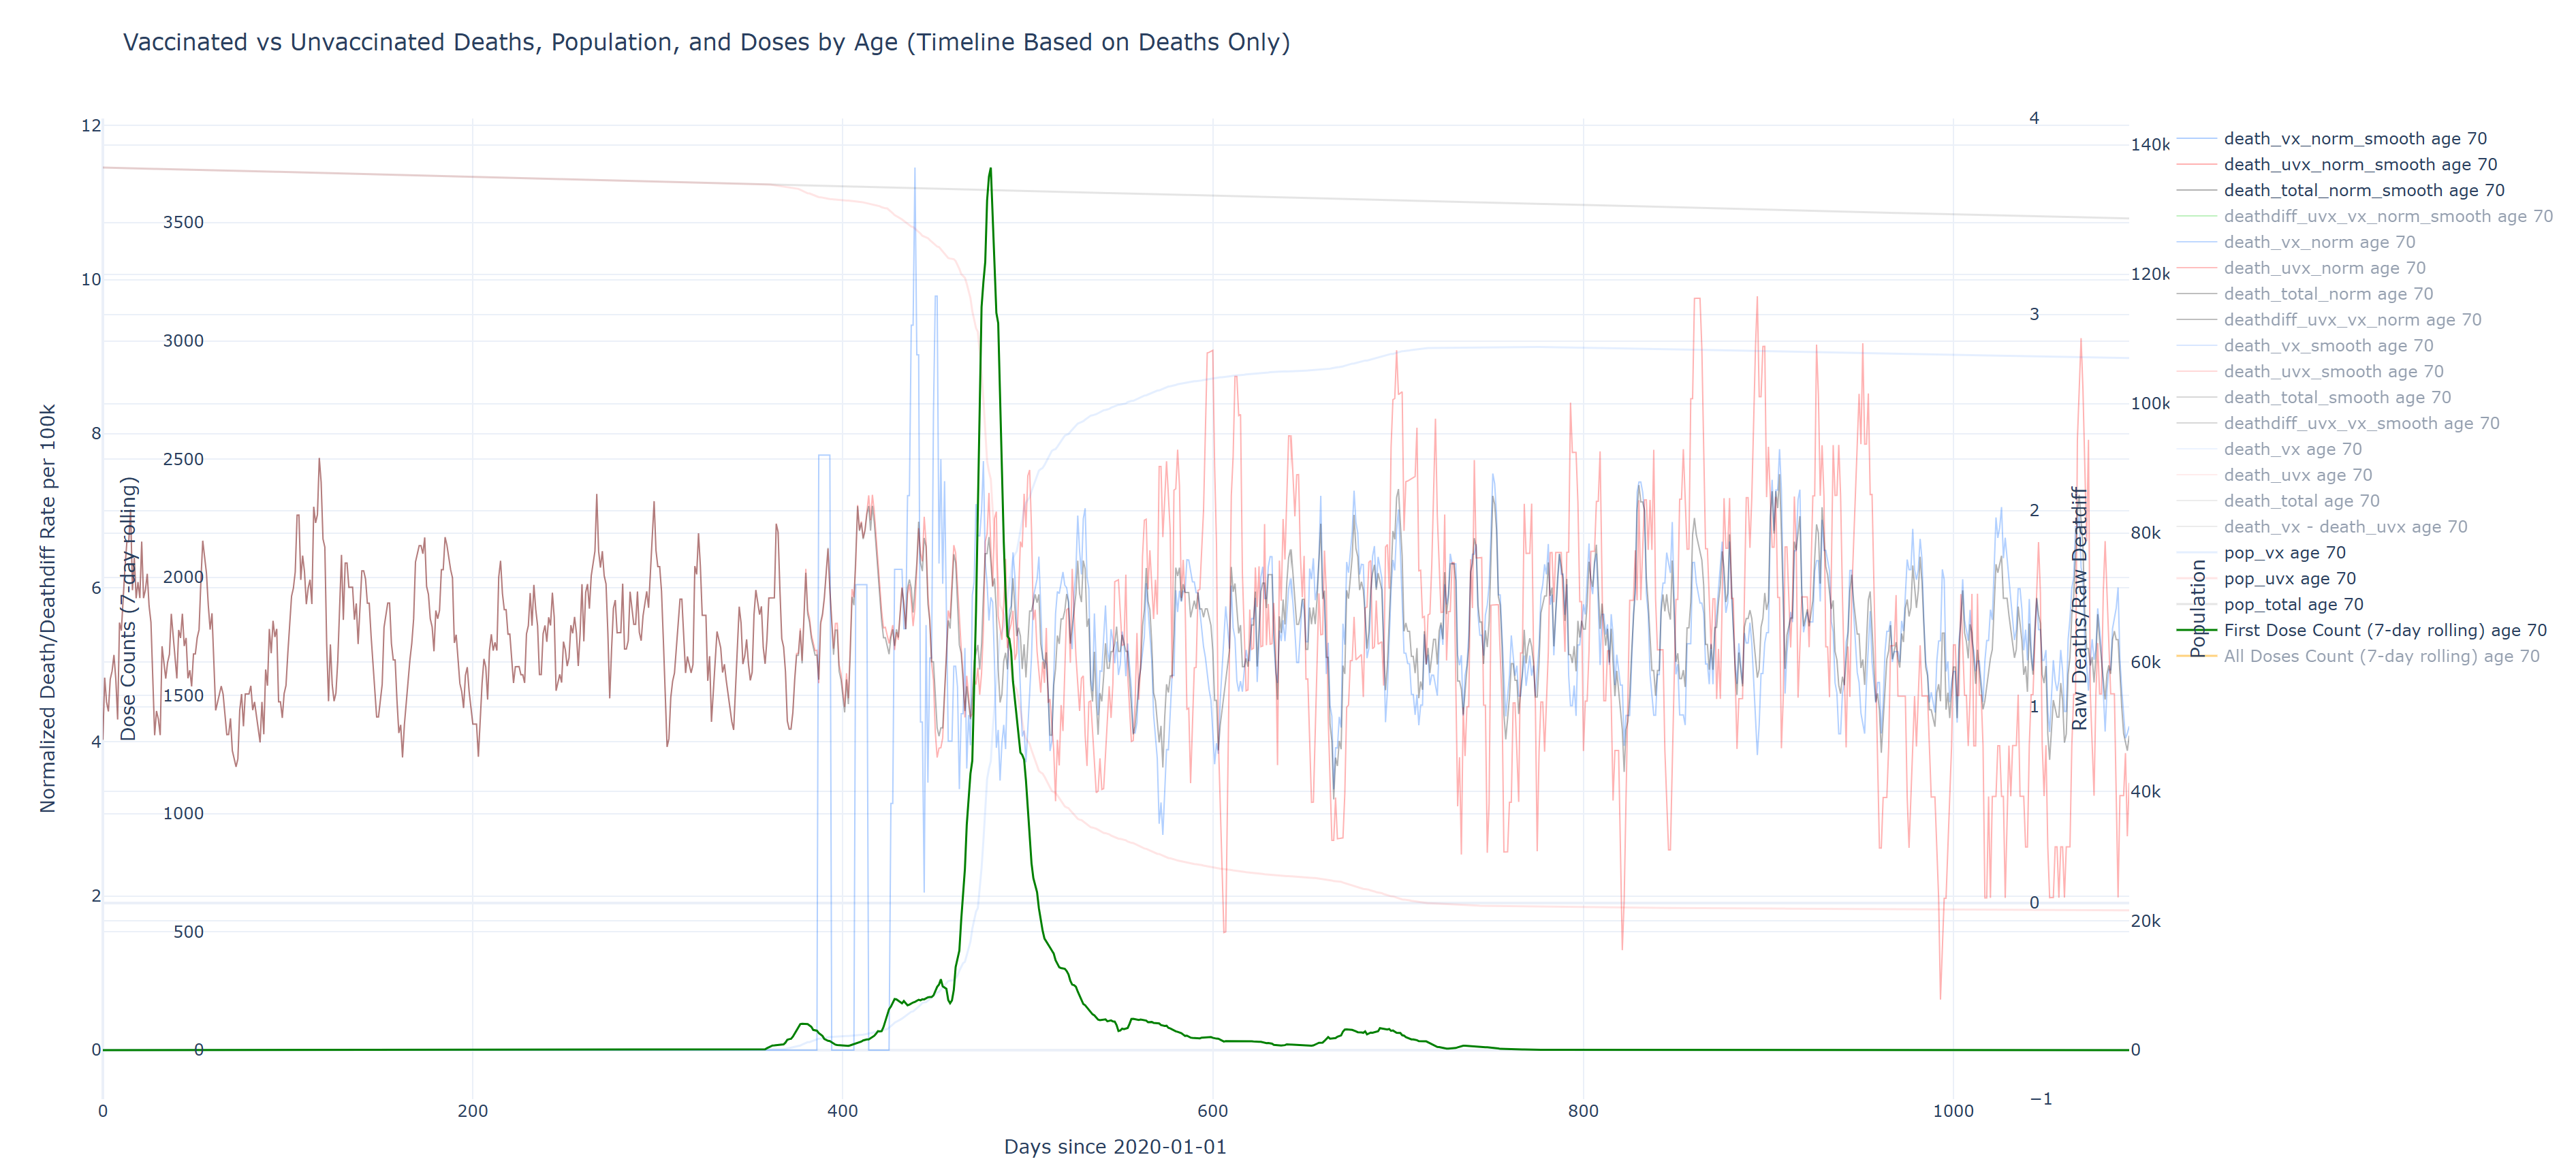 Vaccinated vs Unvaccinated Deaths, Population, and Doses by Age (Timeline Based on Deaths Only)
Normalized Death/Deathdiff Rate per 100k
12
10
8
6
4
2
0
Dose Counts (7-day rolling)
3500
3000
2500
2000
1500
1000
500
0
0
200
400
600
800
1000
Days since 2020-01-01
4
3
2
1
0
−1
Raw Deaths/Raw Deatdiff
140k
120k
100k
80k
60k
40k
20k
0
Population
death_vx_norm_smooth age 70
death_uvx_norm_smooth age 70
death_total_norm_smooth age 70
deathdiff_uvx_vx_norm_smooth age 70
death_vx_norm age 70
death_uvx_norm age 70
death_total_norm age 70
deathdiff_uvx_vx_norm age 70
death_vx_smooth age 70
death_uvx_smooth age 70
death_total_smooth age 70
deathdiff_uvx_vx_smooth age 70
death_vx age 70
death_uvx age 70
death_total age 70
death_vx - death_uvx age 70
pop_vx age 70
pop_uvx age 70
pop_total age 70
First Dose Count (7-day rolling) age 70
All Doses Count (7-day rolling) age 70